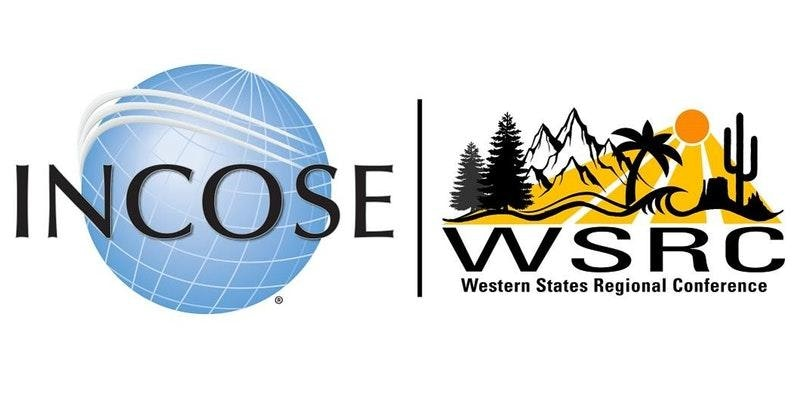 INCOSE
®
WSRC
Western States Regional Conference